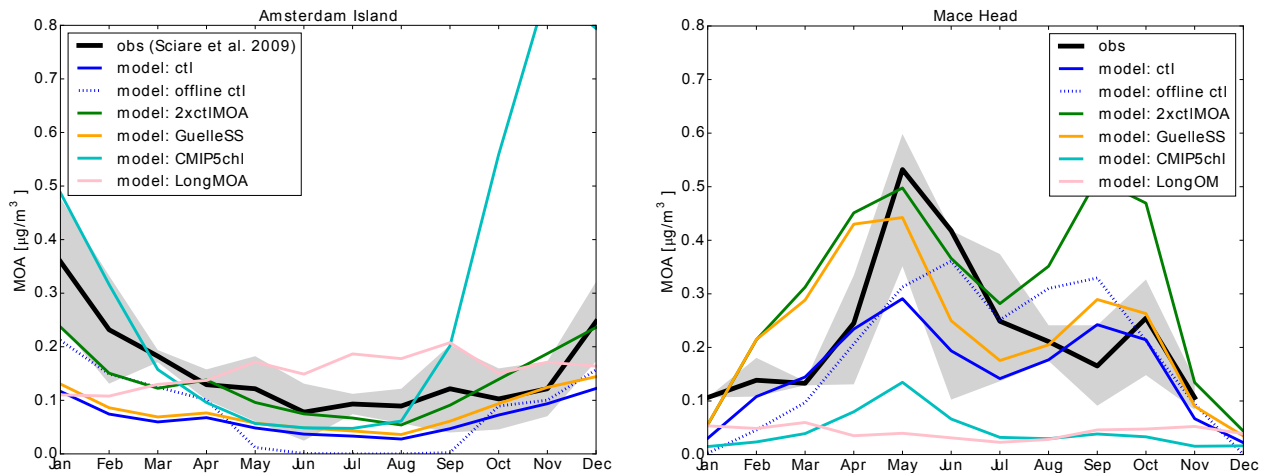 Amsterdam Island
MOA [µg/m³]
0.8
0.7
0.6
0.5
0.4
0.3
0.2
0.1
0.0
obs (Sciare et al. 2009)
model: ctl
model: offline ctl
model: 2xctlMOA
model: GuelleSS
model: CMIP5chl
model: LongMOA
Jan Feb Mar Apr May Jun Jul Aug Sep Oct Nov Dec
Mace Head
MOA [µg/m³]
0.8
0.7
0.6
0.5
0.4
0.3
0.2
0.1
0.0
obs
model: ctl
model: offline ctl
model: 2xctlMOA
model: GuelleSS
model: CMIP5chl
model: LongOM
Jan Feb Mar Apr May Jun Jul Aug Sep Oct Nov Dec